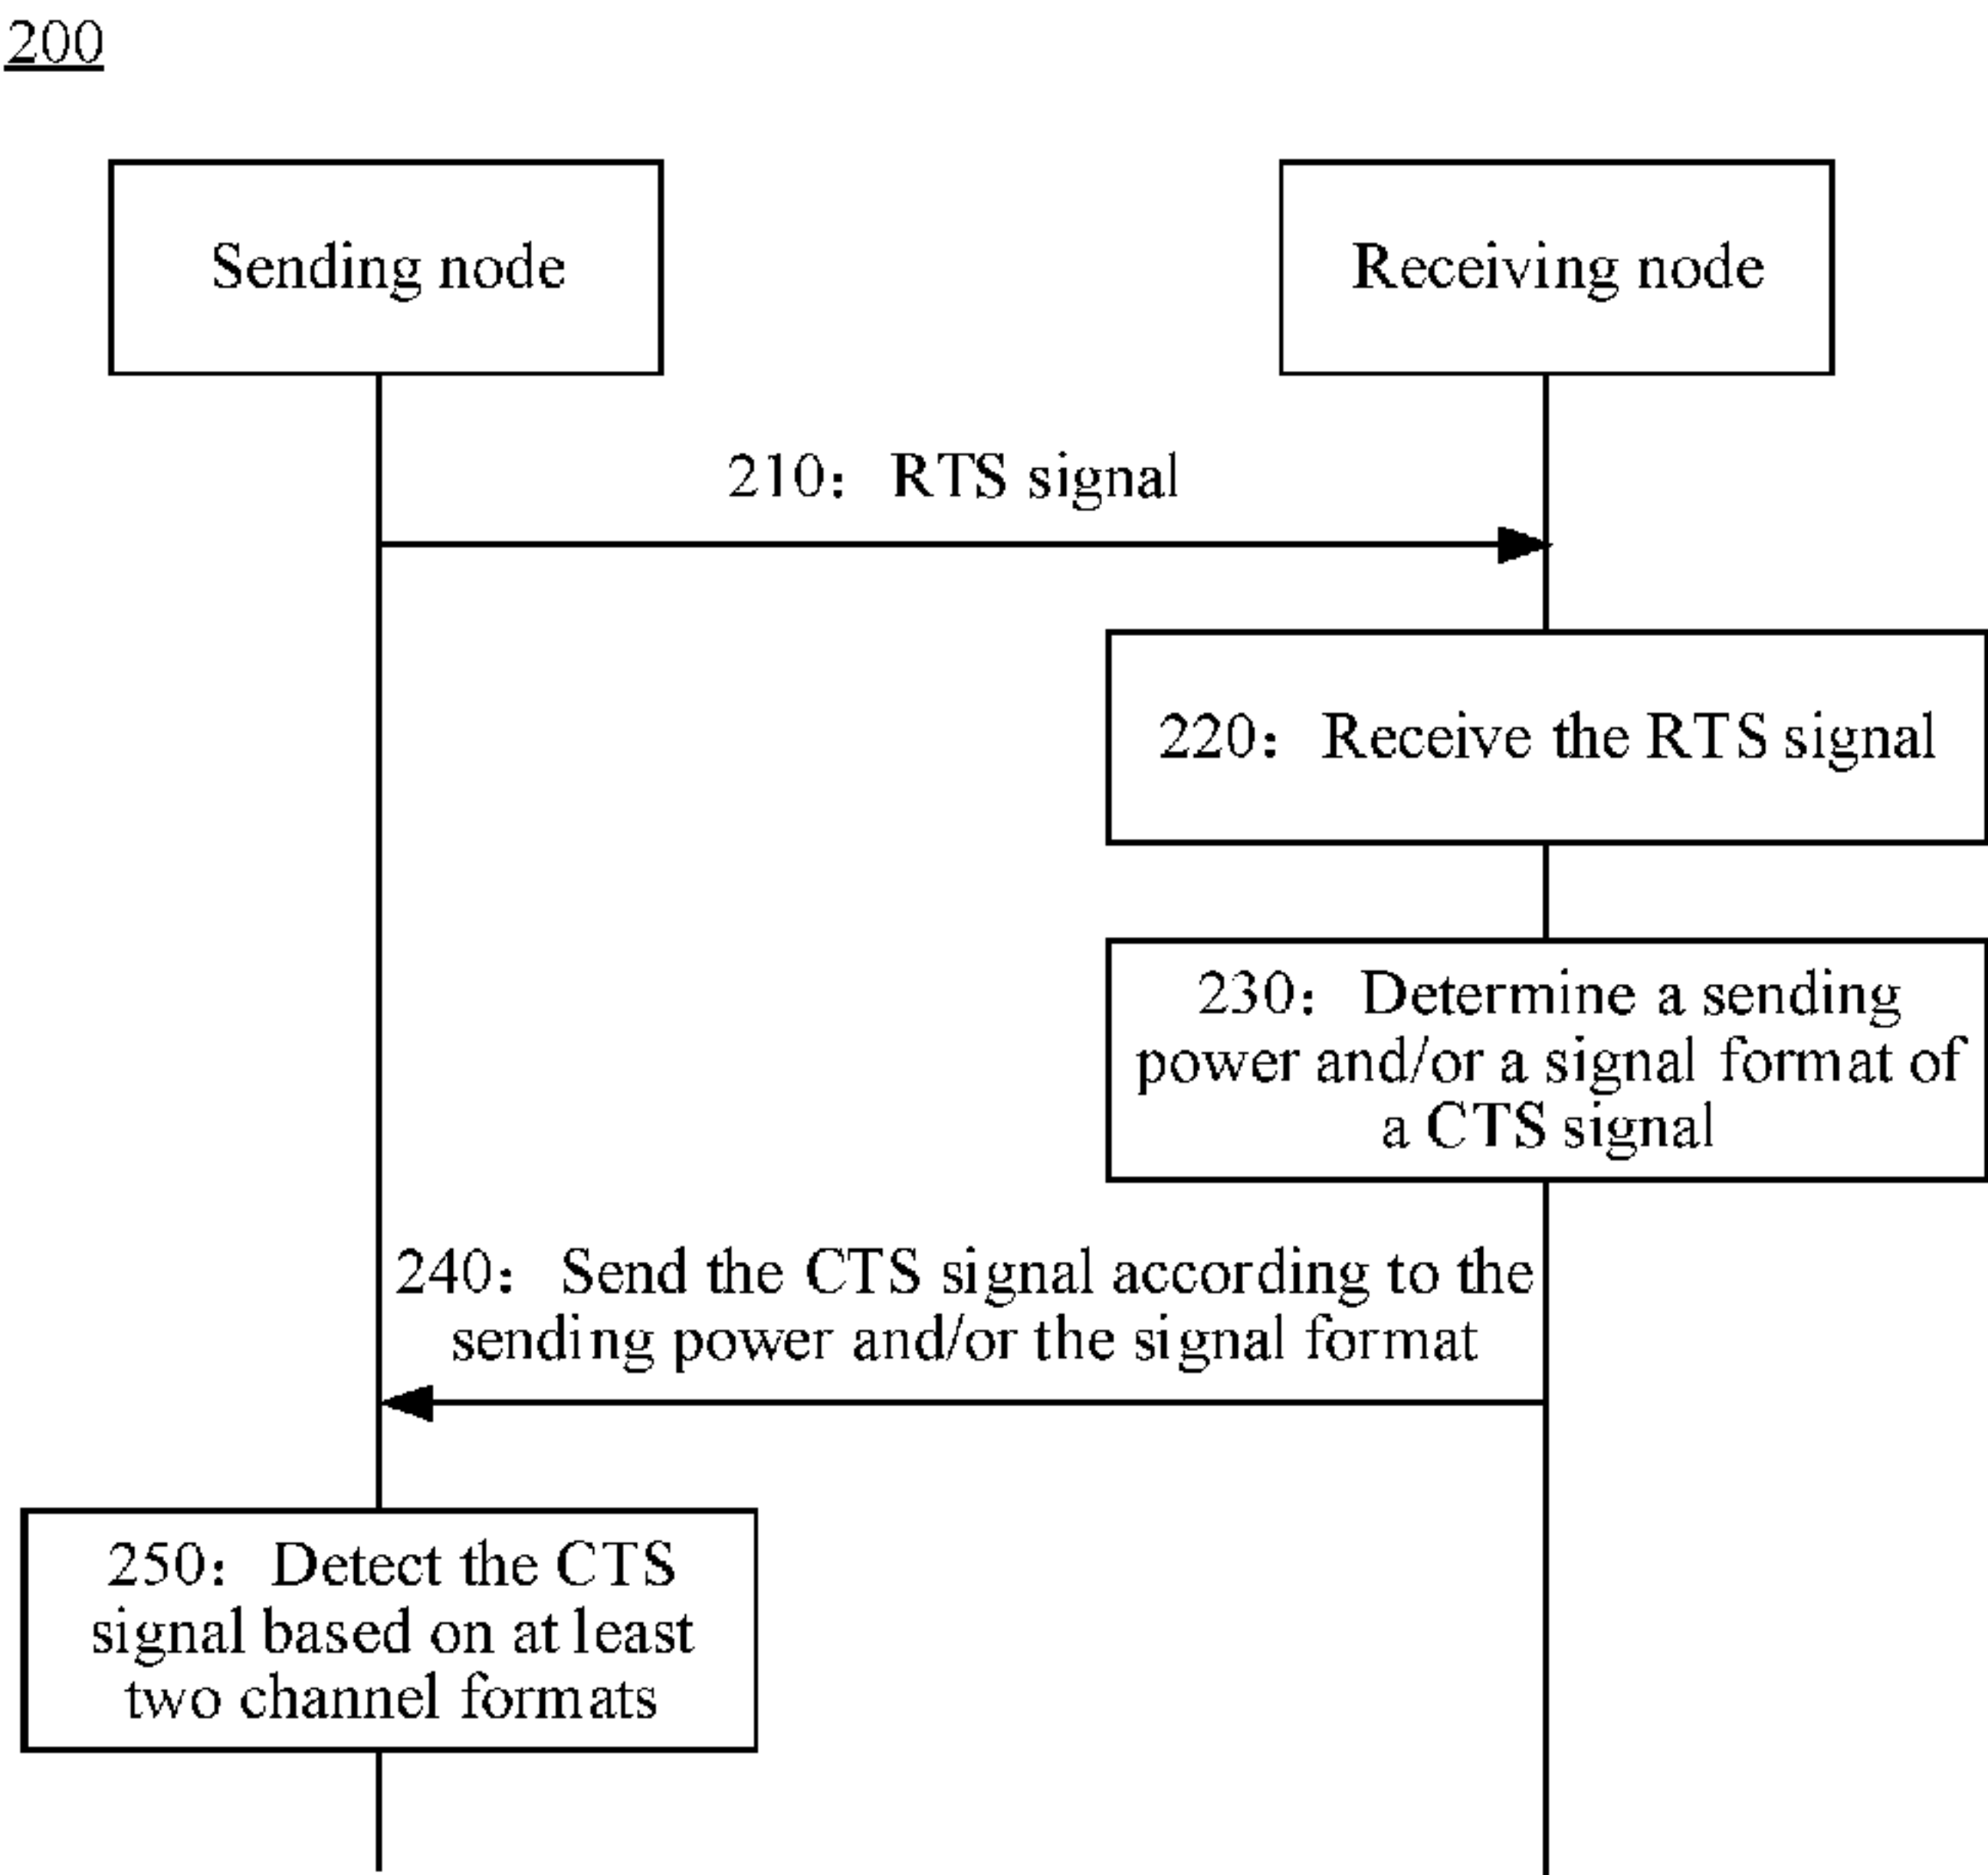 200
Sending node
Receiving node
210: RTS signal
220: Receive the RTS signal
230: Determine a sending
power and/or a signal format of
a CTS signal
240: Send the CTS signal according to the
sending power and/or the signal format
250: Detect the CTS
signal based on at least
two channel formats